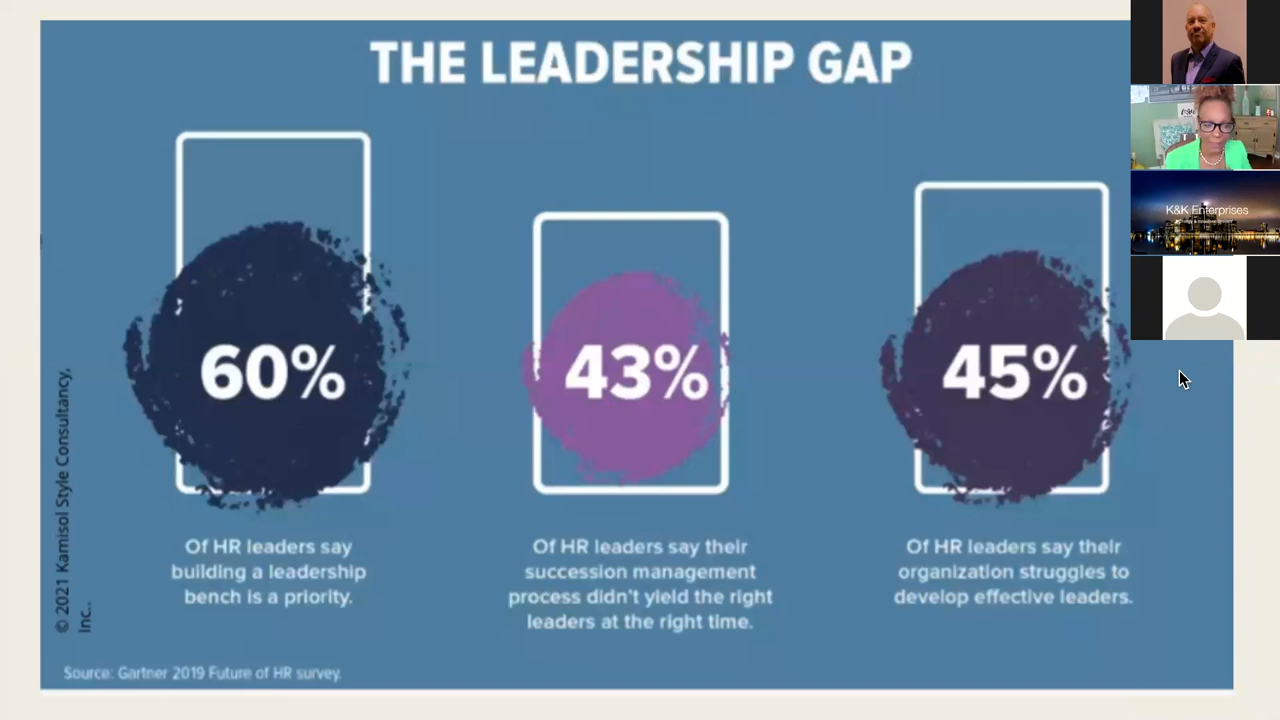 THE LEADERSHIP GAP
60%
43%
45%
Of HR leaders say
building a leadership
bench is a priority.
Of HR leaders say their
succession management
process didn't yield the right
leaders at the right time.
Of HR leaders say their
organization struggles to
develop effective leaders.
© 2021 Kamisol Style Consultancy,
Inc..
Source: Gartner 2019 Future of HR survey.
K&K Enterprises